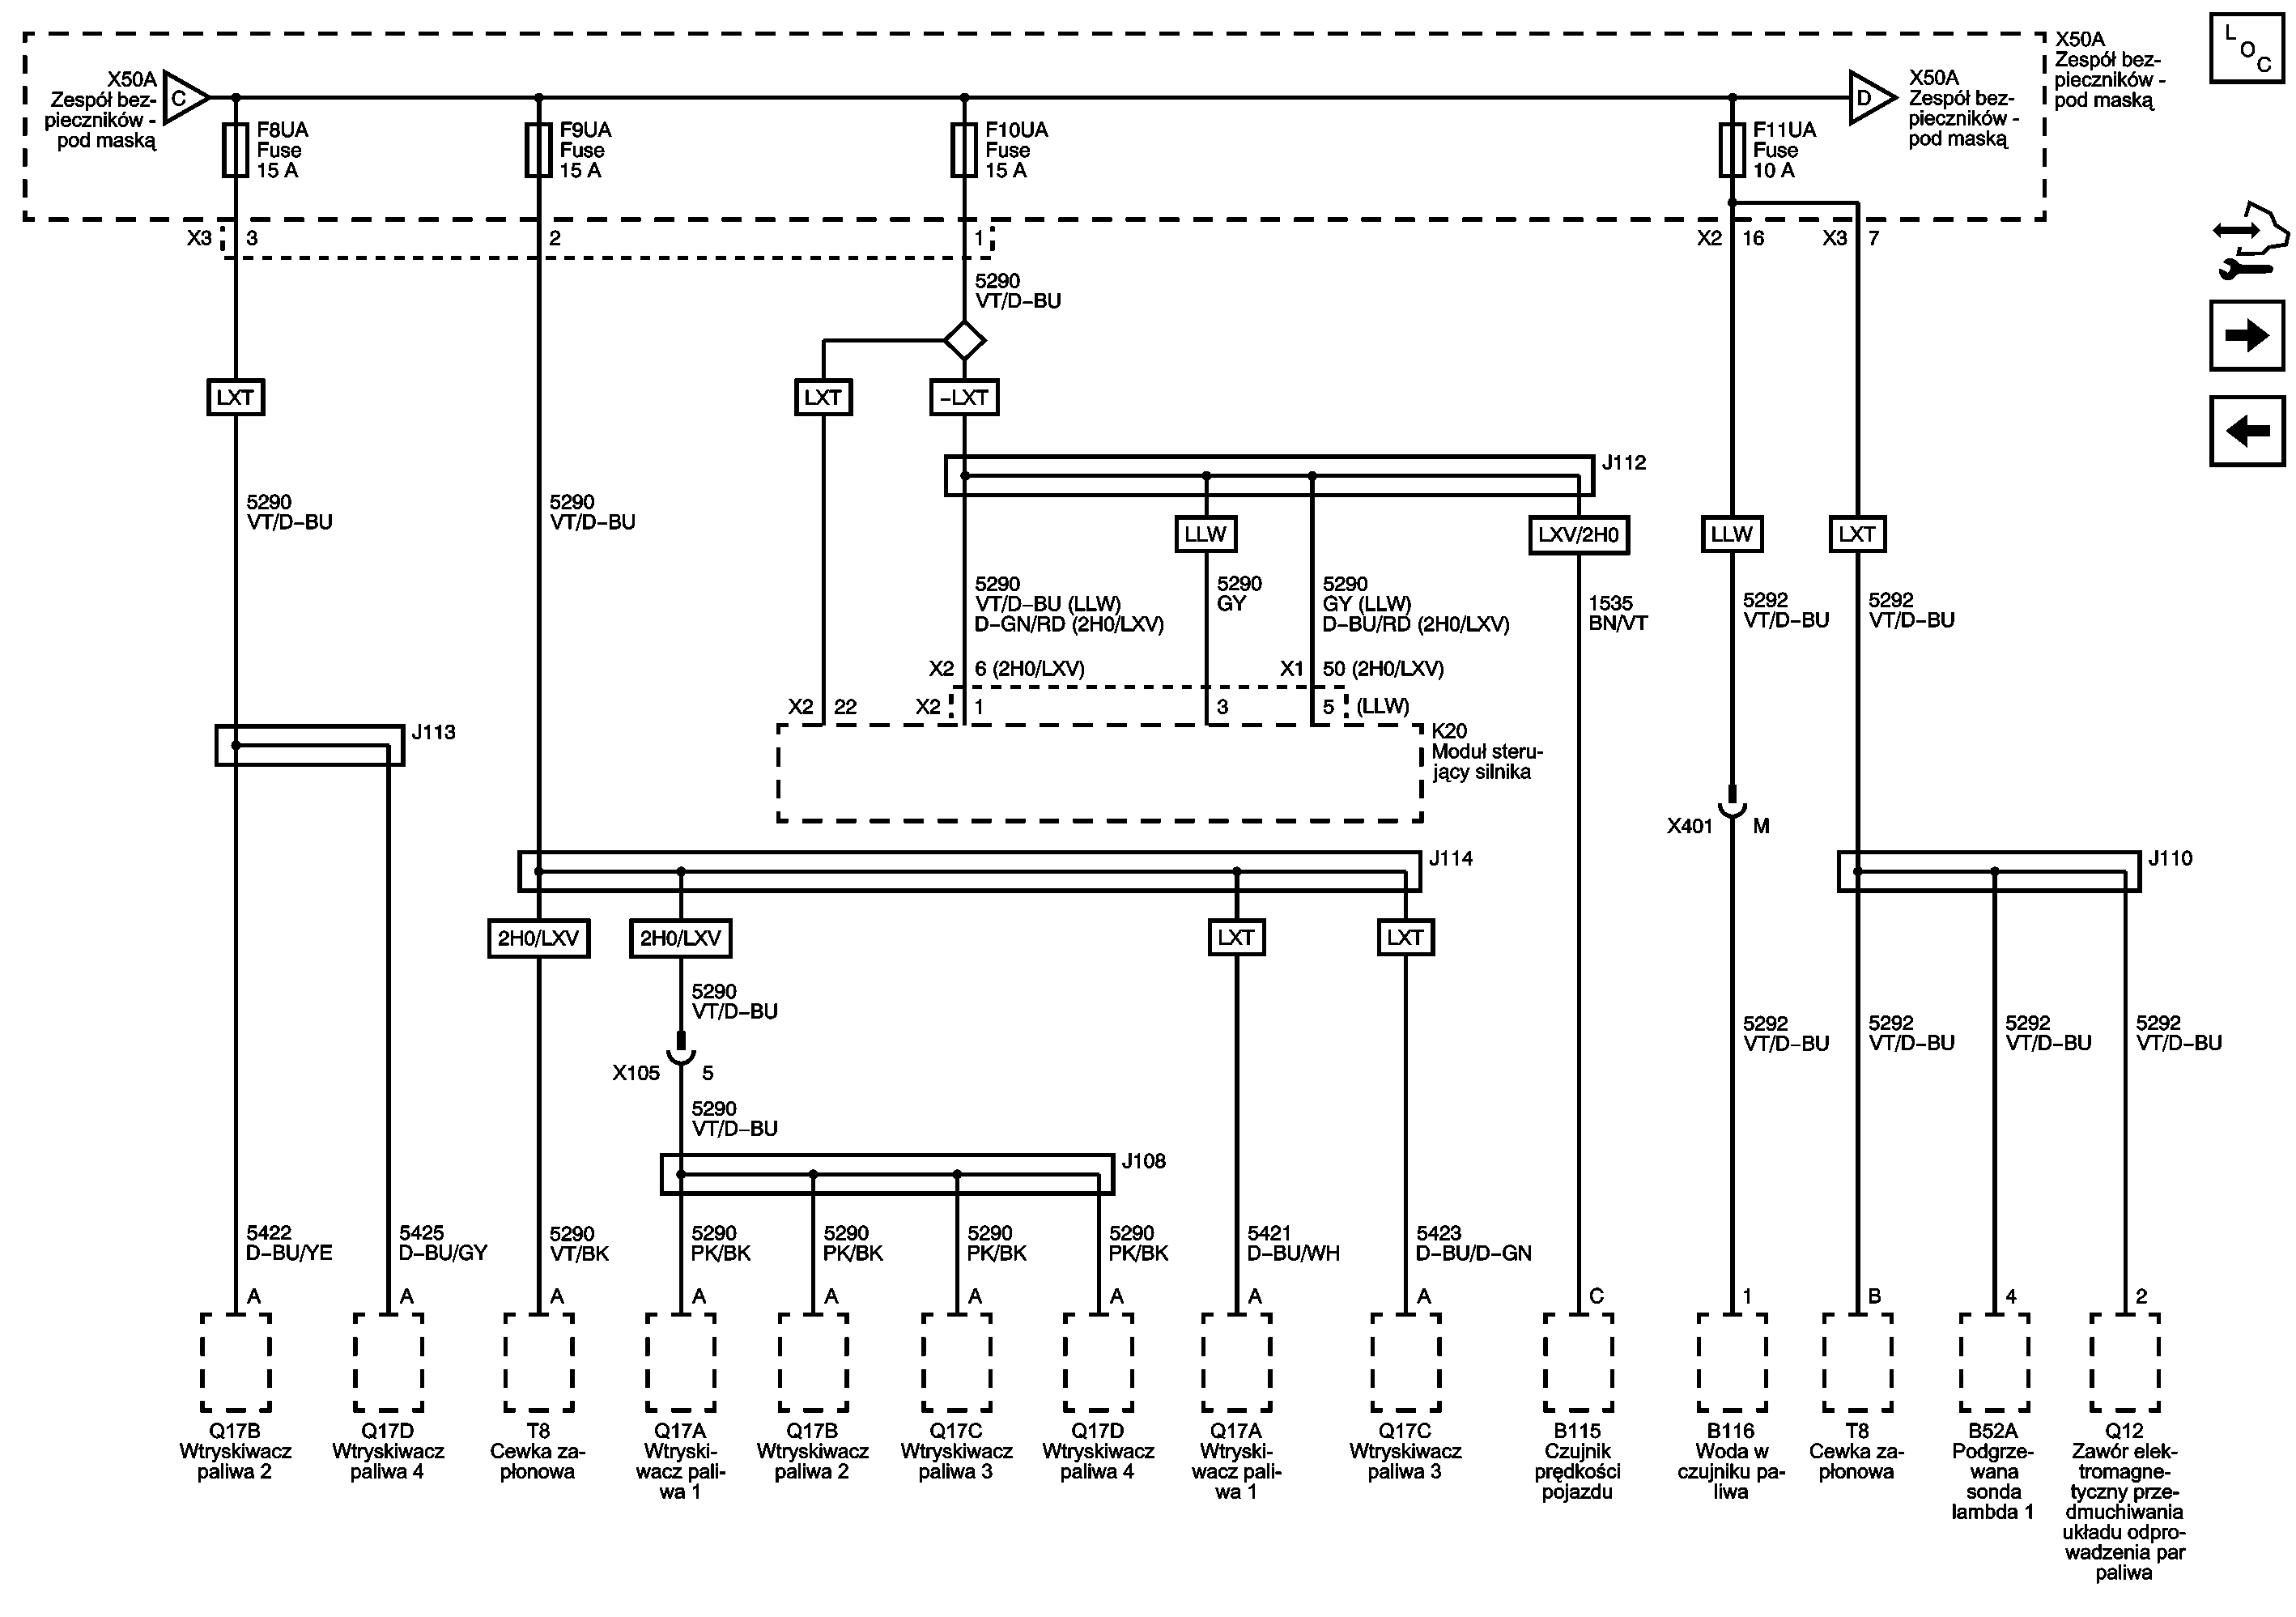 X50A
Zespół bez-
pieczników -
pod maską
C
F8UA
Fuse
15 A
F9UA
Fuse
15 A
F10UA
Fuse
15 A
F11UA
Fuse
10 A
D
X50A
Zespół bez-
pieczników -
pod maską
X50A
Zespół bez-
pieczników -
pod maską
L
O
C
X3
3
2
1
X2
16
X3
7
5290
VT/D-BU
LXT
LXT
-LXT
J112
5290
VT/D-BU
5290
VT/D-BU
LLW
LXV/2H0
LLW
LXT
5290
VT/D-BU (LLW)
D-GN/RD (2H0/LXV)
5290
GY
5290
GY (LLW)
D-BU/RD (2H0/LXV)
1535
BN/VT
5292
VT/D-BU
5292
VT/D-BU
X2
6 (2H0/LXV)
X1
50 (2H0/LXV)
X2
22
X2
1
3
5
(LLW)
J113
K20
Moduł steru-
jący silnika
X401
M
J114
J110
2H0/LXV
2H0/LXV
LXT
LXT
5290
VT/D-BU
5292
VT/D-BU
5292
VT/D-BU
5292
VT/D-BU
5292
VT/D-BU
X105
5
5290
VT/D-BU
J108
5422
D-BU/YE
5425
D-BU/GY
5290
VT/BK
5290
PK/BK
5290
PK/BK
5290
PK/BK
5290
PK/BK
5421
D-BU/WH
5423
D-BU/D-GN
A
A
A
A
A
A
A
A
A
C
1
B
4
2
Q17B
Wtryskiwacz
paliwa 2
Q17D
Wtryskiwacz
paliwa 4
T8
Cewka za-
płonowa
Q17A
Wtryski-
wacz pali-
wa 1
Q17B
Wtryskiwacz
paliwa 2
Q17C
Wtryskiwacz
paliwa 3
Q17D
Wtryskiwacz
paliwa 4
Q17A
Wtryski-
wacz pali-
wa 1
Q17C
Wtryskiwacz
paliwa 3
B115
Czujnik
prędkości
pojazdu
B116
Woda w
czujniku pa-
liwa
T8
Cewka za-
płonowa
B52A
Podgrze-
wana
sonda
lambda 1
Q12
Zawór elek-
tromagne-
tyczny prze-
dmuchiwania
układu odpro-
wadzenia par
paliwa